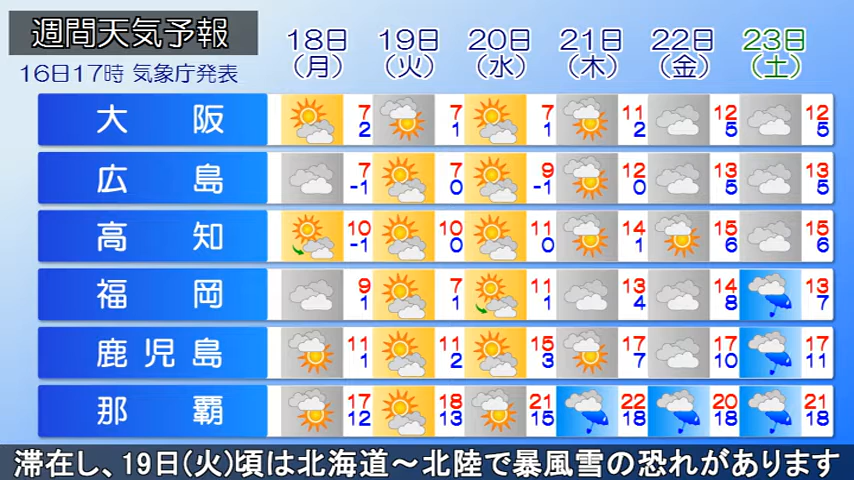 週間天気予報
16日17時 気象庁発表
18日 19日 20日 21日 22日 23日
(月) (火) (水) (木) (金) (土)
大阪 7 2 7 1 7 1 11 2 12 5 12 5
広島 7 -1 7 0 9 -1 12 0 13 5 13 5
高知 10 -1 10 0 11 0 14 1 15 6 15 6
福岡 9 1 7 1 11 1 13 4 14 8 13 7
鹿児島 11 1 11 2 15 3 17 7 17 10 17 11
那覇 17 12 18 13 21 15 22 18 20 18 21 18
滞在し、19日(火)頃は北海道～北陸で暴風雪の恐れがあります